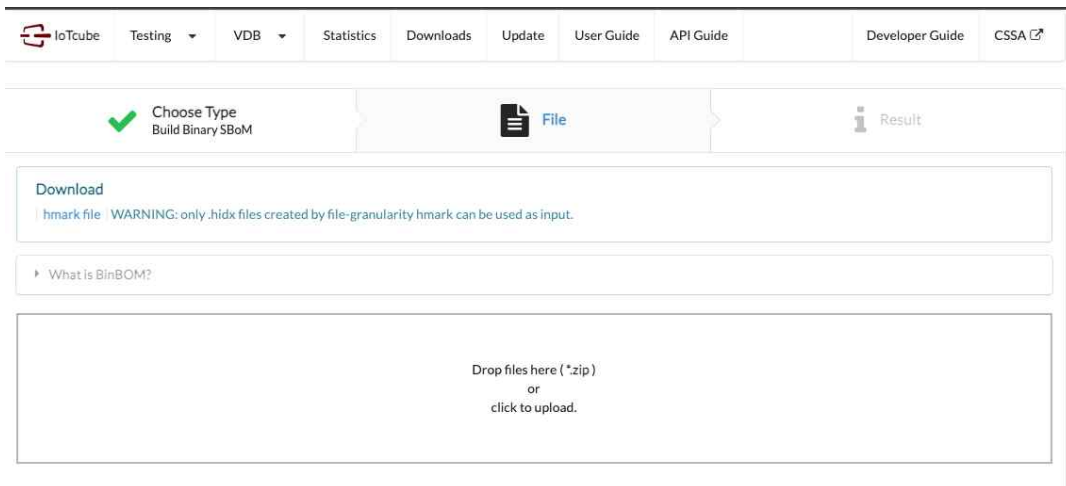 IoTcube Testing VDB Statistics Downloads Update User Guide API Guide Developer Guide CSSA
Choose Type
Build Binary SBoM
File
Result
Download
hmark file WARNING: only .hidx files created by file-granularity hmark can be used as input.
What is BinBOM?
Drop files here ( *.zip )
or
click to upload.